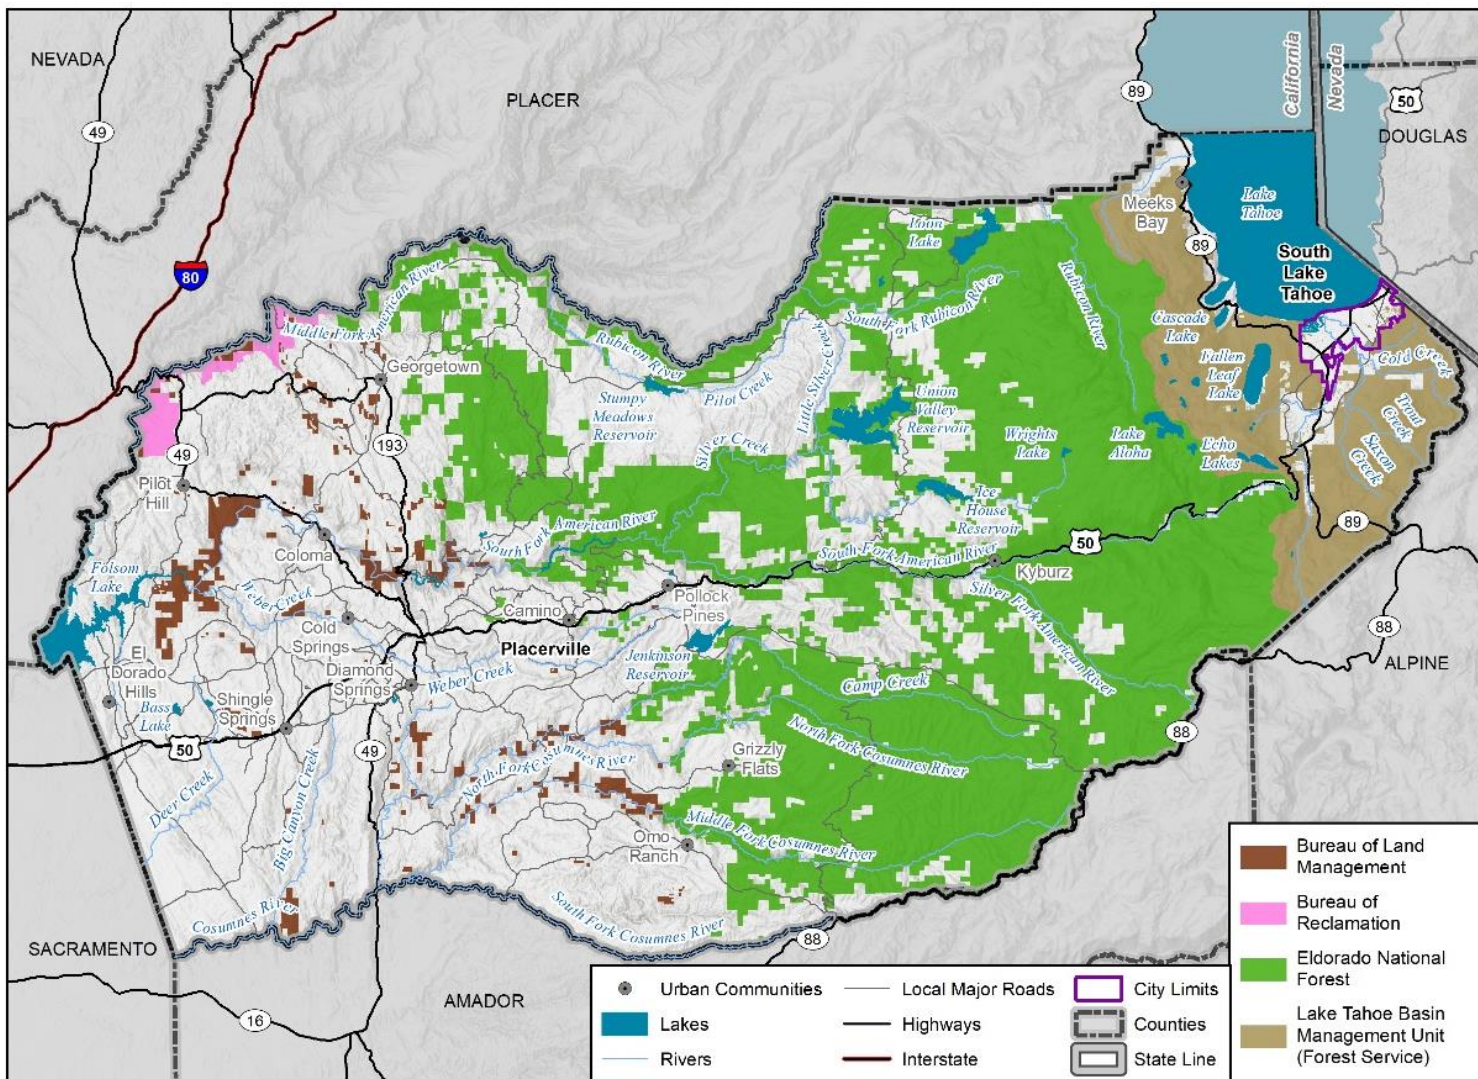 NEVADA
PLACER
California
Nevada
DOUGLAS
49
80
89
50
Lake
Tahoe
Meeks
Bay
89
South
Lake
Tahoe
Loon
Lake
Rubicon River
South Fork Rubicon River
Middle Fork American River
Georgetown
Rubicon River
Pilot Creek
Stumpy
Meadows
Reservoir
Little Silver Creek
Silver Creek
Union
Valley
Reservoir
Cascade
Lake
Fallen
Leaf
Lake
Cold Creek
Trout
Creek
Saxon
Creek
Wrights
Lake
Lake
Aloha
Echo
Lakes
Ice
House
Reservoir
193
49
Pilot
Hill
Coloma
South Fork American River
South Fork American River
50
89
Kyburz
Silver Fork American River
Folsom
Lake
Weber Creek
Cold
Springs
Camino
Pollock
Pines
Placerville
Jenkinson
Reservoir
El
Dorado
Hills
Bass
Lake
Shingle
Springs
Diamond
Springs
Weber Creek
Camp Creek
88
ALPINE
50
49
88
Deer Creek
Big Canyon Creek
North Fork Cosumnes River
North Fork Cosumnes River
Grizzly
Flats
Omo
Ranch
Middle Fork Cosumnes River
Cosumnes River
South Fork Cosumnes River
88
SACRAMENTO
AMADOR
16
Urban Communities
Lakes
Rivers
Local Major Roads
Highways
Interstate
City Limits
Counties
State Line
Bureau of Land
Management
Bureau of
Reclamation
Eldorado National
Forest
Lake Tahoe Basin
Management Unit
(Forest Service)